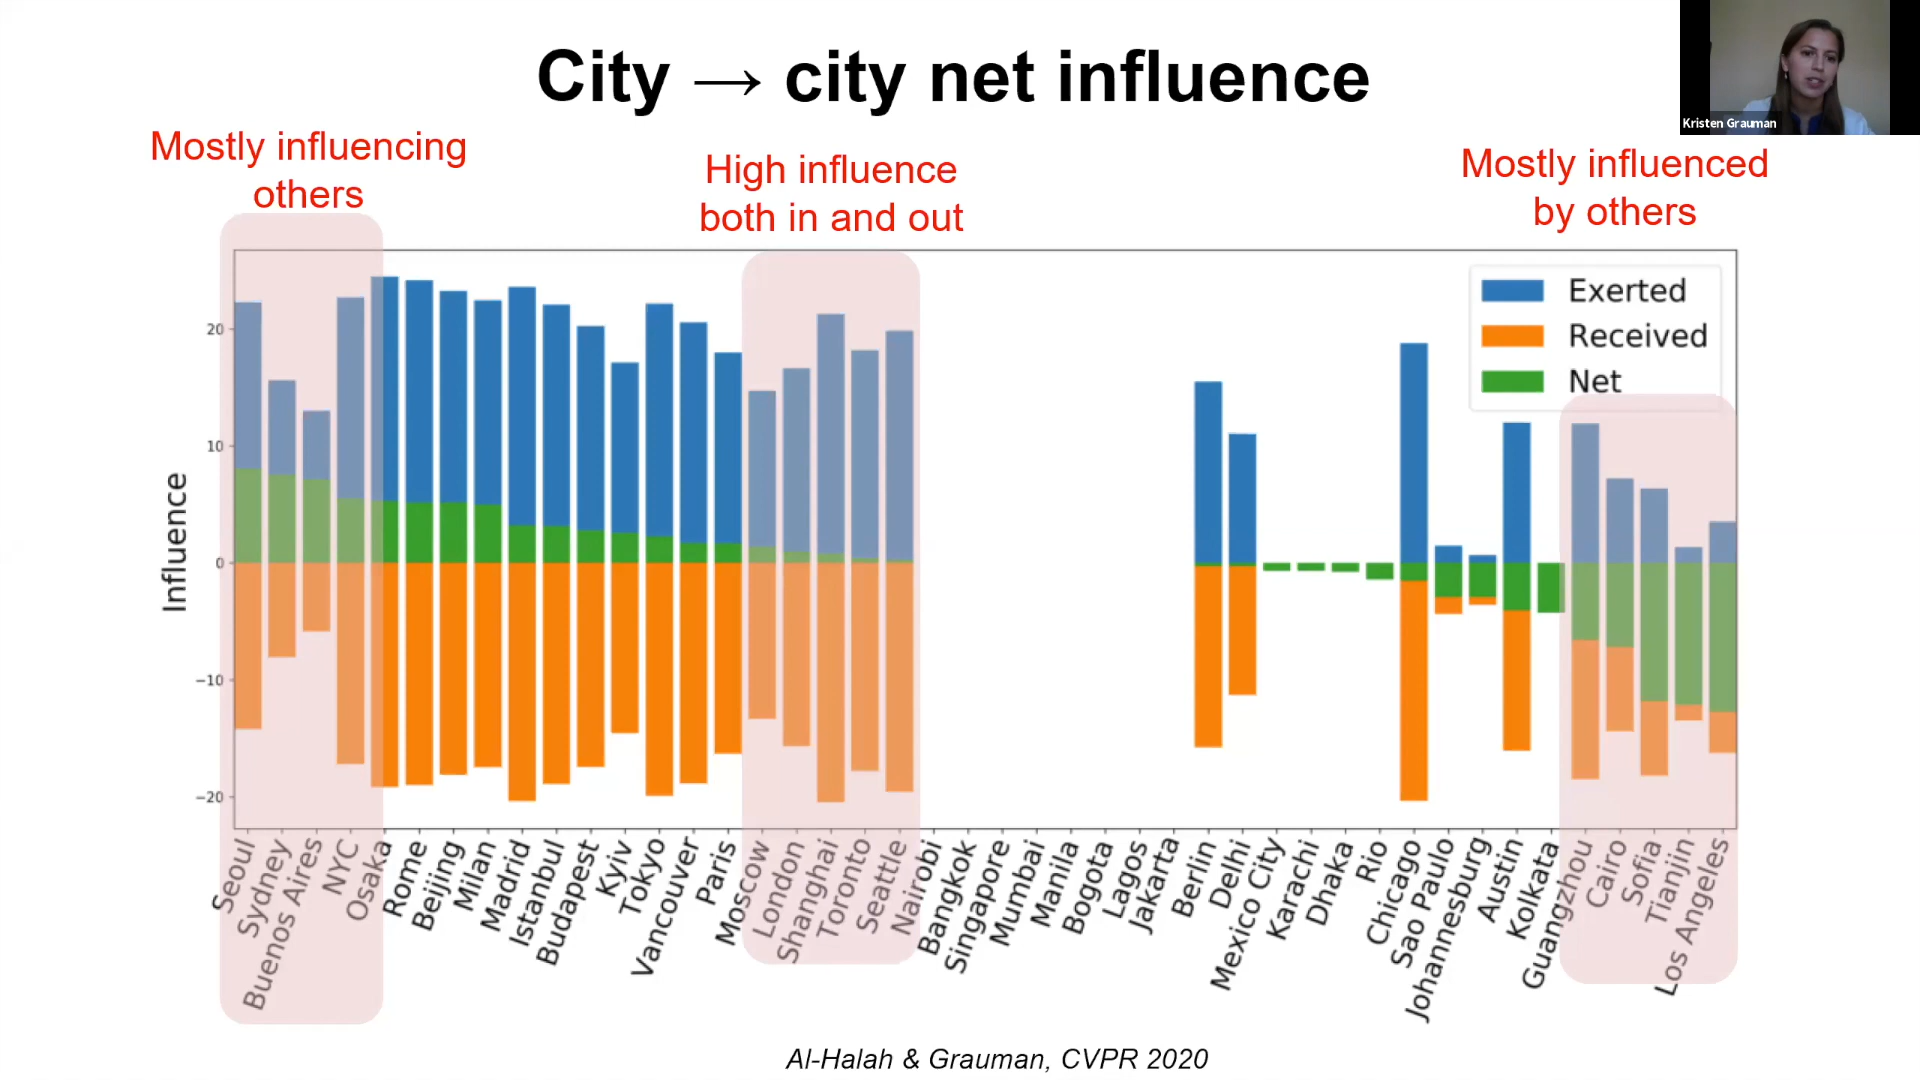 City → city net influence
Kristen Grauman
Mostly influencing
others
High influence
both in and out
Mostly influenced
by others
Exerted
Received
Net
Influence
20
10
0
−10
−20
Seoul
Sydney
Buenos Aires
NYC
Osaka
Rome
Beijing
Milan
Madrid
Istanbul
Budapest
Kyiv
Tokyo
Vancouver
Paris
Moscow
London
Shanghai
Toronto
Seattle
Nairobi
Bangkok
Singapore
Mumbai
Manila
Bogota
Lagos
Jakarta
Berlin
Delhi
Mexico City
Karachi
Dhaka
Rio
Chicago
Sao Paulo
Johannesburg
Austin
Kolkata
Guangzhou
Cairo
Sofia
Tianjin
Los Angeles
Al-Halah & Grauman, CVPR 2020